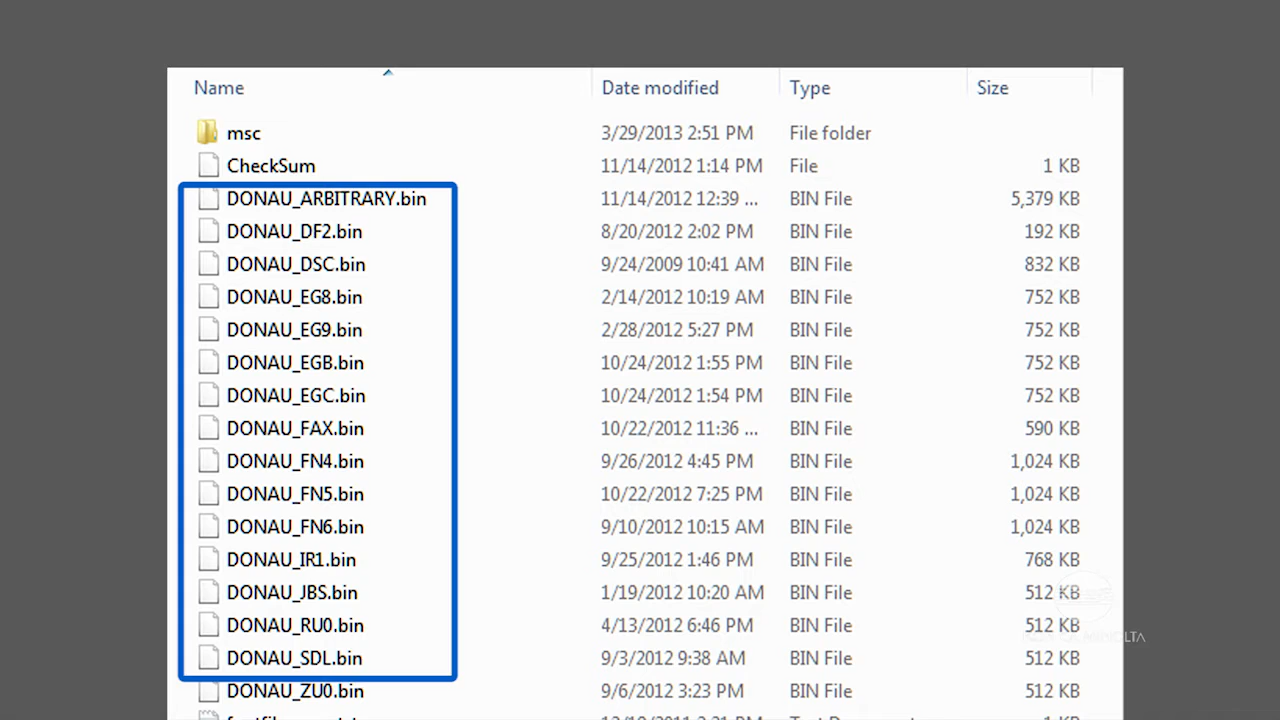 Name Date modified Type Size
msc 3/29/2013 2:51 PM File folder
CheckSum 11/14/2012 1:14 PM File 1 KB
DONAU_ARBITRARY.bin 11/14/2012 12:39 ... BIN File 5,379 KB
DONAU_DF2.bin 8/20/2012 2:02 PM BIN File 192 KB
DONAU_DSC.bin 9/24/2009 10:41 AM BIN File 832 KB
DONAU_EG8.bin 2/14/2012 10:19 AM BIN File 752 KB
DONAU_EG9.bin 2/28/2012 5:27 PM BIN File 752 KB
DONAU_EGB.bin 10/24/2012 1:55 PM BIN File 752 KB
DONAU_EGC.bin 10/24/2012 1:54 PM BIN File 752 KB
DONAU_FAX.bin 10/22/2012 11:36 ... BIN File 590 KB
DONAU_FN4.bin 9/26/2012 4:45 PM BIN File 1,024 KB
DONAU_FN5.bin 10/22/2012 7:25 PM BIN File 1,024 KB
DONAU_FN6.bin 9/10/2012 10:15 AM BIN File 1,024 KB
DONAU_IR1.bin 9/25/2012 1:46 PM BIN File 768 KB
DONAU_JBS.bin 1/19/2012 10:20 AM BIN File 512 KB
DONAU_RU0.bin 4/13/2012 6:46 PM BIN File 512 KB
DONAU_SDL.bin 9/3/2012 9:38 AM BIN File 512 KB
DONAU_ZU0.bin 9/6/2012 3:23 PM BIN File 512 KB